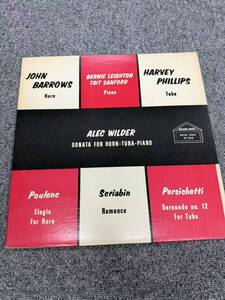 JOHN
BARROWS
Horn
BERNIE LEIGHTON
TAIT SANFORD
Piano
HARVEY
PHILLIPS
Tuba
ALEC WILDER
SONATA FOR HORN-TUBA-PIANO
Poulenc
Elegie
For Horn
Scriabin
Romance
Persichetti
Serenade no. 12
For Tuba